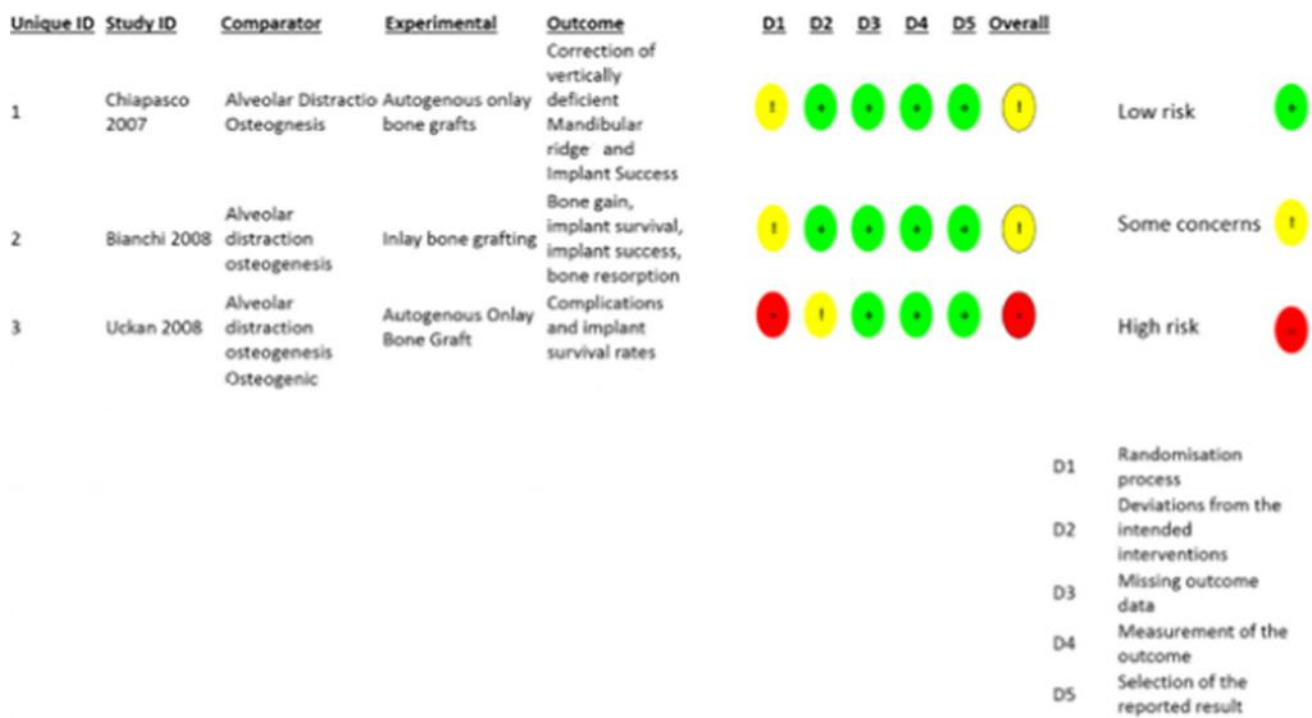 Unique ID Study ID Comparator Experimental Outcome D1 D2 D3 D4 D5 Overall
1 Chiapasco 2007 Alveolar Distractio Osteognesis Autogenous onlay bone grafts Correction of vertically deficient Mandibular ridge and Implant Success ! + + + + !
2 Bianchi 2008 Alveolar distraction osteogenesis Inlay bone grafting Bone gain, implant survival, implant success, bone resorption ! + + + + !
3 Uckan 2008 Alveolar distraction osteogenesis Osteogenic Autogenous Onlay Bone Graft Complications and implant survival rates - ! + + + -
Low risk +
Some concerns !
High risk -
D1 Randomisation process
D2 Deviations from the intended interventions
D3 Missing outcome data
D4 Measurement of the outcome
D5 Selection of the reported result